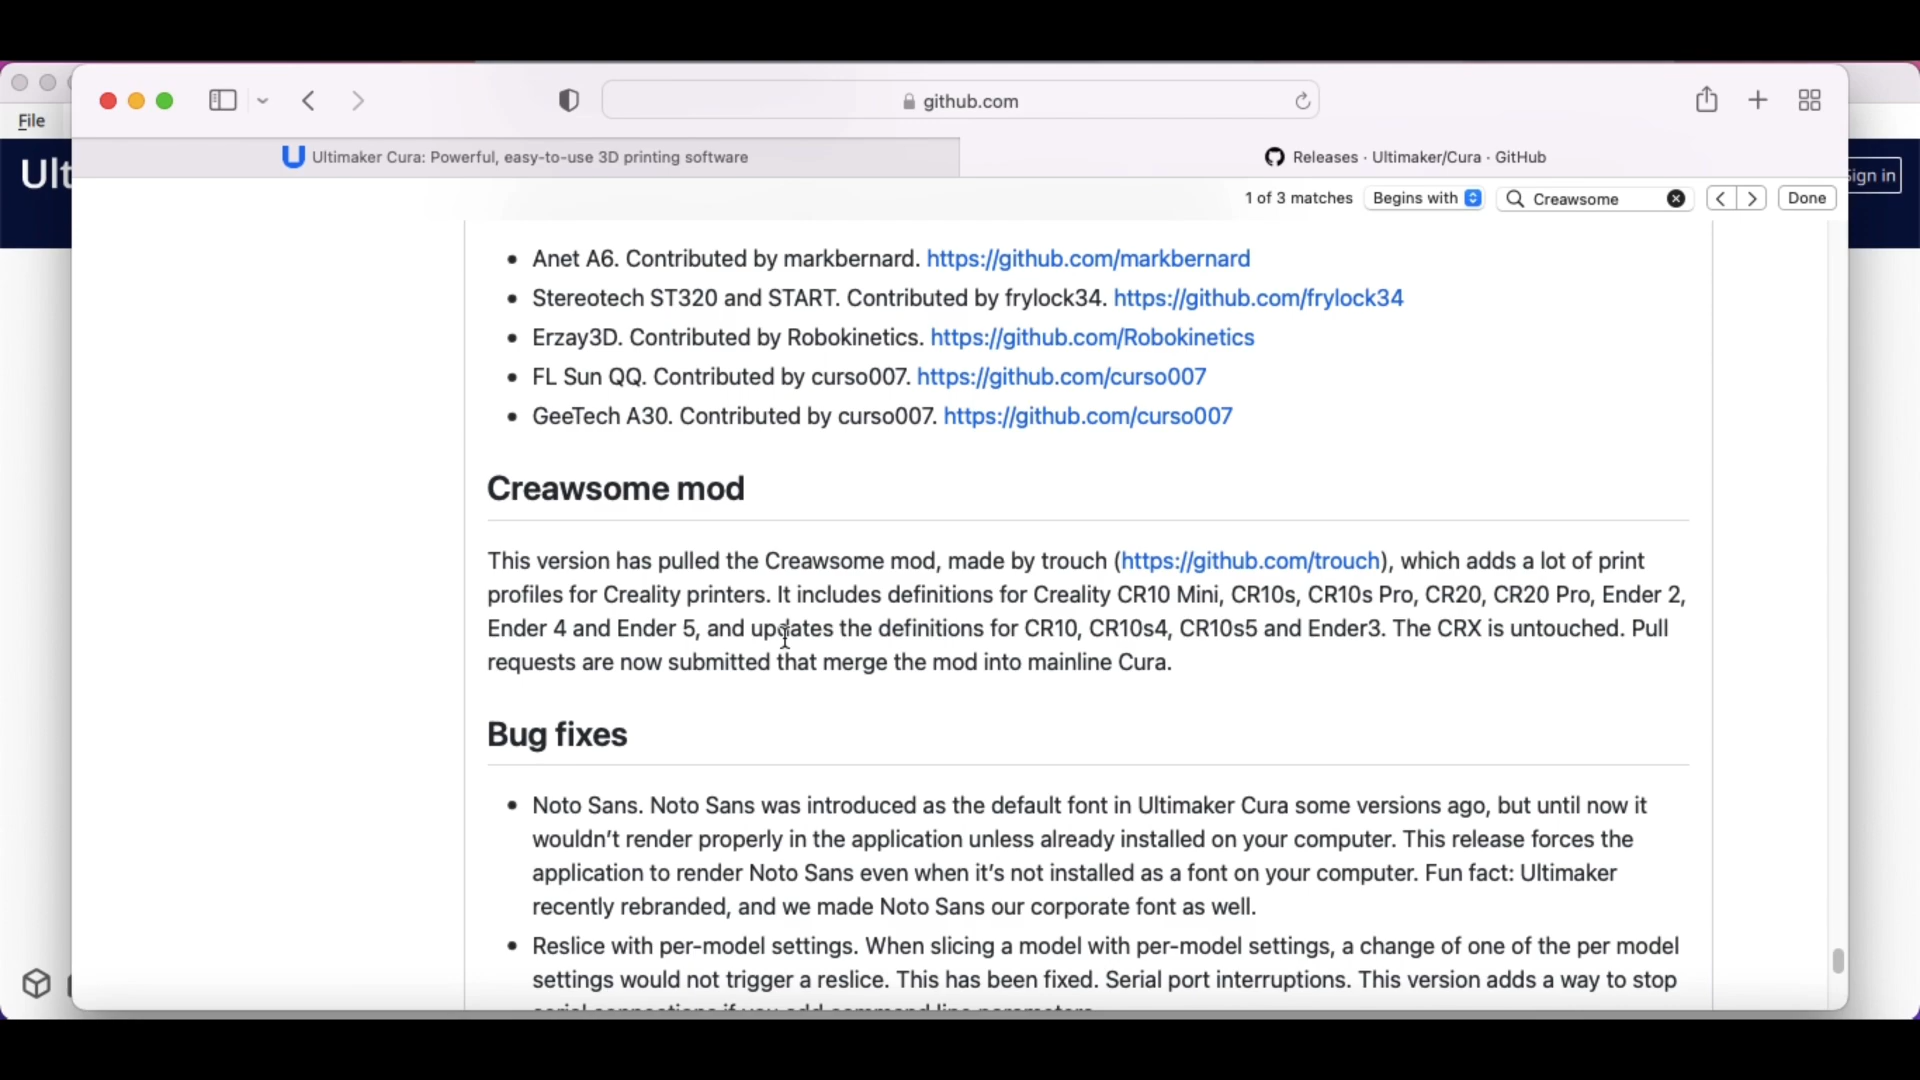 github.com
File
Ultimaker Cura: Powerful, easy-to-use 3D printing software
Releases · Ultimaker/Cura · GitHub
Ult
Sign in
1 of 3 matches
Begins with
Creawsome
Done
• Anet A6. Contributed by markbernard. https://github.com/markbernard
• Stereotech ST320 and START. Contributed by frylock34. https://github.com/frylock34
• Erzay3D. Contributed by Robokinetics. https://github.com/Robokinetics
• FL Sun QQ. Contributed by curso007. https://github.com/curso007
• GeeTech A30. Contributed by curso007. https://github.com/curso007
Creawsome mod
This version has pulled the Creawsome mod, made by trouch (https://github.com/trouch), which adds a lot of print
profiles for Creality printers. It includes definitions for Creality CR10 Mini, CR10s, CR10s Pro, CR20, CR20 Pro, Ender 2,
Ender 4 and Ender 5, and updates the definitions for CR10, CR10s4, CR10s5 and Ender3. The CRX is untouched. Pull
requests are now submitted that merge the mod into mainline Cura.
Bug fixes
• Noto Sans. Noto Sans was introduced as the default font in Ultimaker Cura some versions ago, but until now it
wouldn’t render properly in the application unless already installed on your computer. This release forces the
application to render Noto Sans even when it’s not installed as a font on your computer. Fun fact: Ultimaker
recently rebranded, and we made Noto Sans our corporate font as well.
• Reslice with per-model settings. When slicing a model with per-model settings, a change of one of the per model
settings would not trigger a reslice. This has been fixed. Serial port interruptions. This version adds a way to stop
serial connections if you add command line parameters.